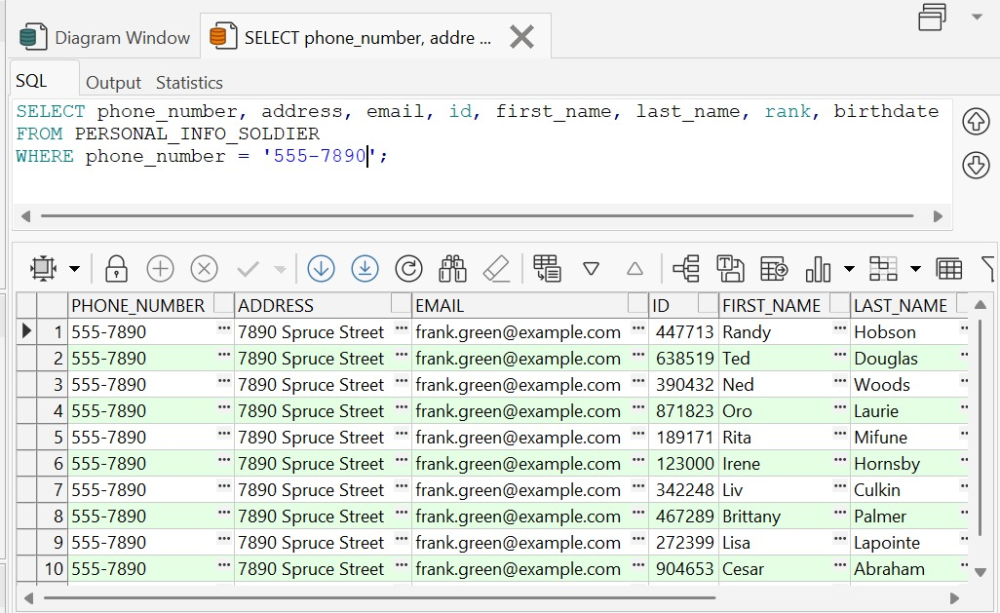 Diagram Window SELECT phone_number, addre ...
SQL Output Statistics
SELECT phone_number, address, email, id, first_name, last_name, rank, birthdate
FROM PERSONAL_INFO_SOLDIER
WHERE phone_number = '555-7890';
PHONE_NUMBER ADDRESS EMAIL ID FIRST_NAME LAST_NAME
1 555-7890 ... 7890 Spruce Street ... frank.green@example.com ... 447713 Randy ... Hobson
2 555-7890 ... 7890 Spruce Street ... frank.green@example.com ... 638519 Ted ... Douglas
3 555-7890 ... 7890 Spruce Street ... frank.green@example.com ... 390432 Ned ... Woods
4 555-7890 ... 7890 Spruce Street ... frank.green@example.com ... 871823 Oro ... Laurie
5 555-7890 ... 7890 Spruce Street ... frank.green@example.com ... 189171 Rita ... Mifune
6 555-7890 ... 7890 Spruce Street ... frank.green@example.com ... 123000 Irene ... Hornsby
7 555-7890 ... 7890 Spruce Street ... frank.green@example.com ... 342248 Liv ... Culkin
8 555-7890 ... 7890 Spruce Street ... frank.green@example.com ... 467289 Brittany ... Palmer
9 555-7890 ... 7890 Spruce Street ... frank.green@example.com ... 272399 Lisa ... Lapointe
10 555-7890 ... 7890 Spruce Street ... frank.green@example.com ... 904653 Cesar ... Abraham